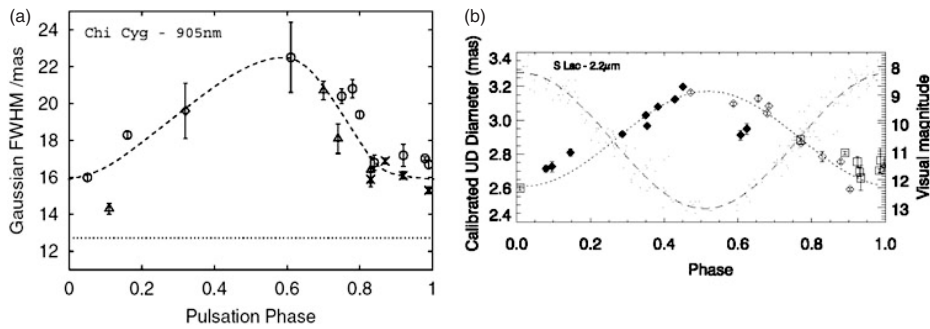 (a)
Chi Cyg - 905nm
Gaussian FWHM /mas
24
22
20
18
16
14
12
0 0.2 0.4 0.6 0.8 1
Pulsation Phase
(b)
S Lac - 2.2μm
Calibrated UD Diameter (mas)
3.4
3.2
3.0
2.8
2.6
2.4
0.0 0.2 0.4 0.6 0.8 1.0
Phase
8
9
10
11
12
13
Visual magnitude